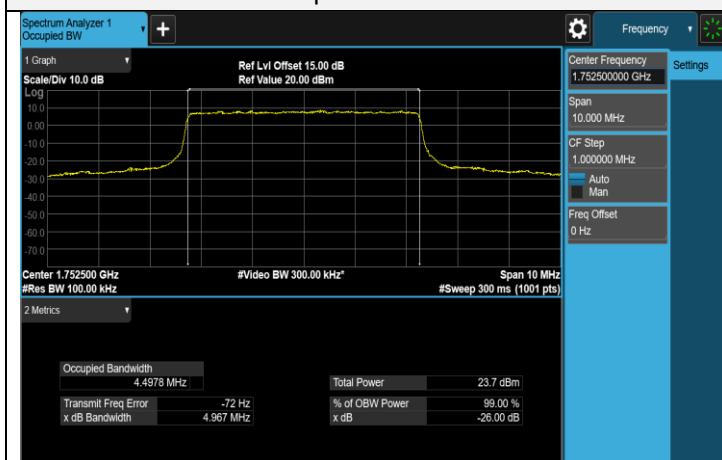 Spectrum Analyzer 1
Occupied BW
+
Frequency
1 Graph
Scale/Div 10.0 dB
Ref Lvl Offset 15.00 dB
Ref Value 20.00 dBm
Log
10.0
0.00
-10.0
-20.0
-30.0
-40.0
-50.0
-60.0
-70.0
Center 1.752500 GHz
#Video BW 300.00 kHz*
Span 10 MHz
#Res BW 100.00 kHz
#Sweep 300 ms (1001 pts)
Center Frequency
1.752500000 GHz
Settings
Span
10.000 MHz
CF Step
1.000000 MHz
Auto
Man
Freq Offset
0 Hz
2 Metrics
Occupied Bandwidth
4.4978 MHz
Total Power 23.7 dBm
Transmit Freq Error -72 Hz
% of OBW Power 99.00 %
x dB Bandwidth 4.967 MHz
x dB -26.00 dB